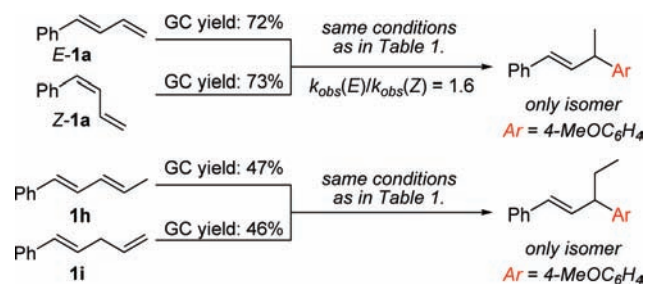 GC yield: 72%
Ph
E-1a
same conditions
as in Table 1.
GC yield: 73%
kobs(E)/kobs(Z) = 1.6
Ph
Z-1a
Ph
Ar
only isomer
Ar = 4-MeOC6H4
GC yield: 47%
Ph
1h
same conditions
as in Table 1.
GC yield: 46%
Ph
1i
Ph
Ar
only isomer
Ar = 4-MeOC6H4